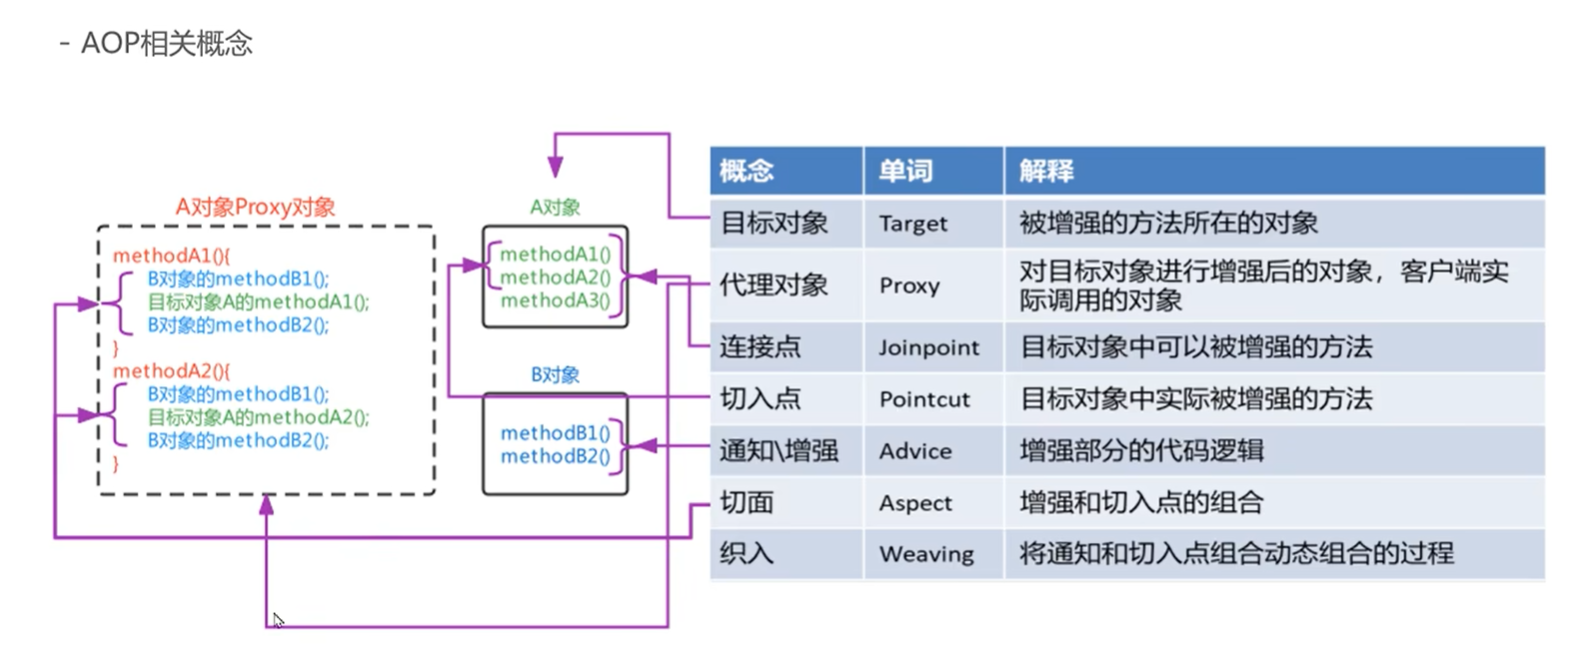 - AOP相关概念
A对象Proxy对象
methodA1(){
B对象的methodB1();
目标对象A的methodA1();
B对象的methodB2();
}
methodA2(){
B对象的methodB1();
目标对象A的methodA2();
B对象的methodB2();
}
A对象
methodA1()
methodA2()
methodA3()
B对象
methodB1()
methodB2()
概念 单词 解释
目标对象 Target 被增强的方法所在的对象
代理对象 Proxy 对目标对象进行增强后的对象，客户端实
际调用的对象
连接点 Joinpoint 目标对象中可以被增强的方法
切入点 Pointcut 目标对象中实际被增强的方法
通知\增强 Advice 增强部分的代码逻辑
切面 Aspect 增强和切入点的组合
织入 Weaving 将通知和切入点组合动态组合的过程